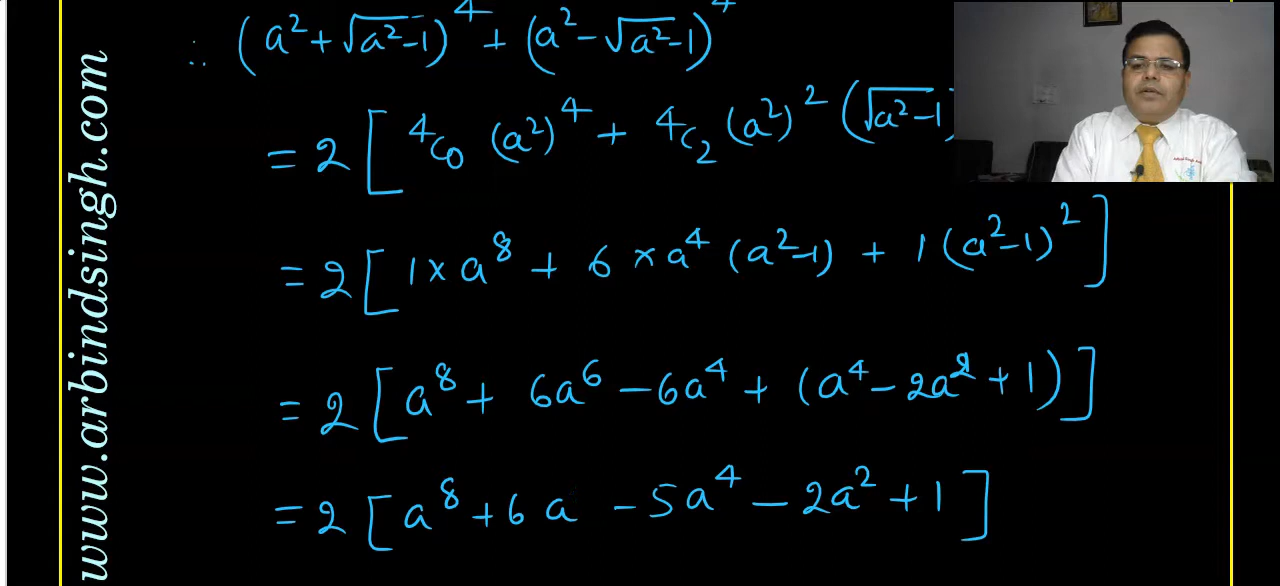 www.arbindsingh.com
∴ (a² + √a²-1)⁴ + (a² - √a²-1)⁴
= 2 [ ⁴C₀ (a²)⁴ + ⁴C₂ (a²)² (√a²-1)
= 2 [ 1 × a⁸ + 6 × a⁴ (a²-1) + 1 (a²-1)² ]
= 2 [ a⁸ + 6a⁶ - 6a⁴ + (a⁴ - 2a² + 1) ]
= 2 [ a⁸ + 6a - 5a⁴ - 2a² + 1 ]